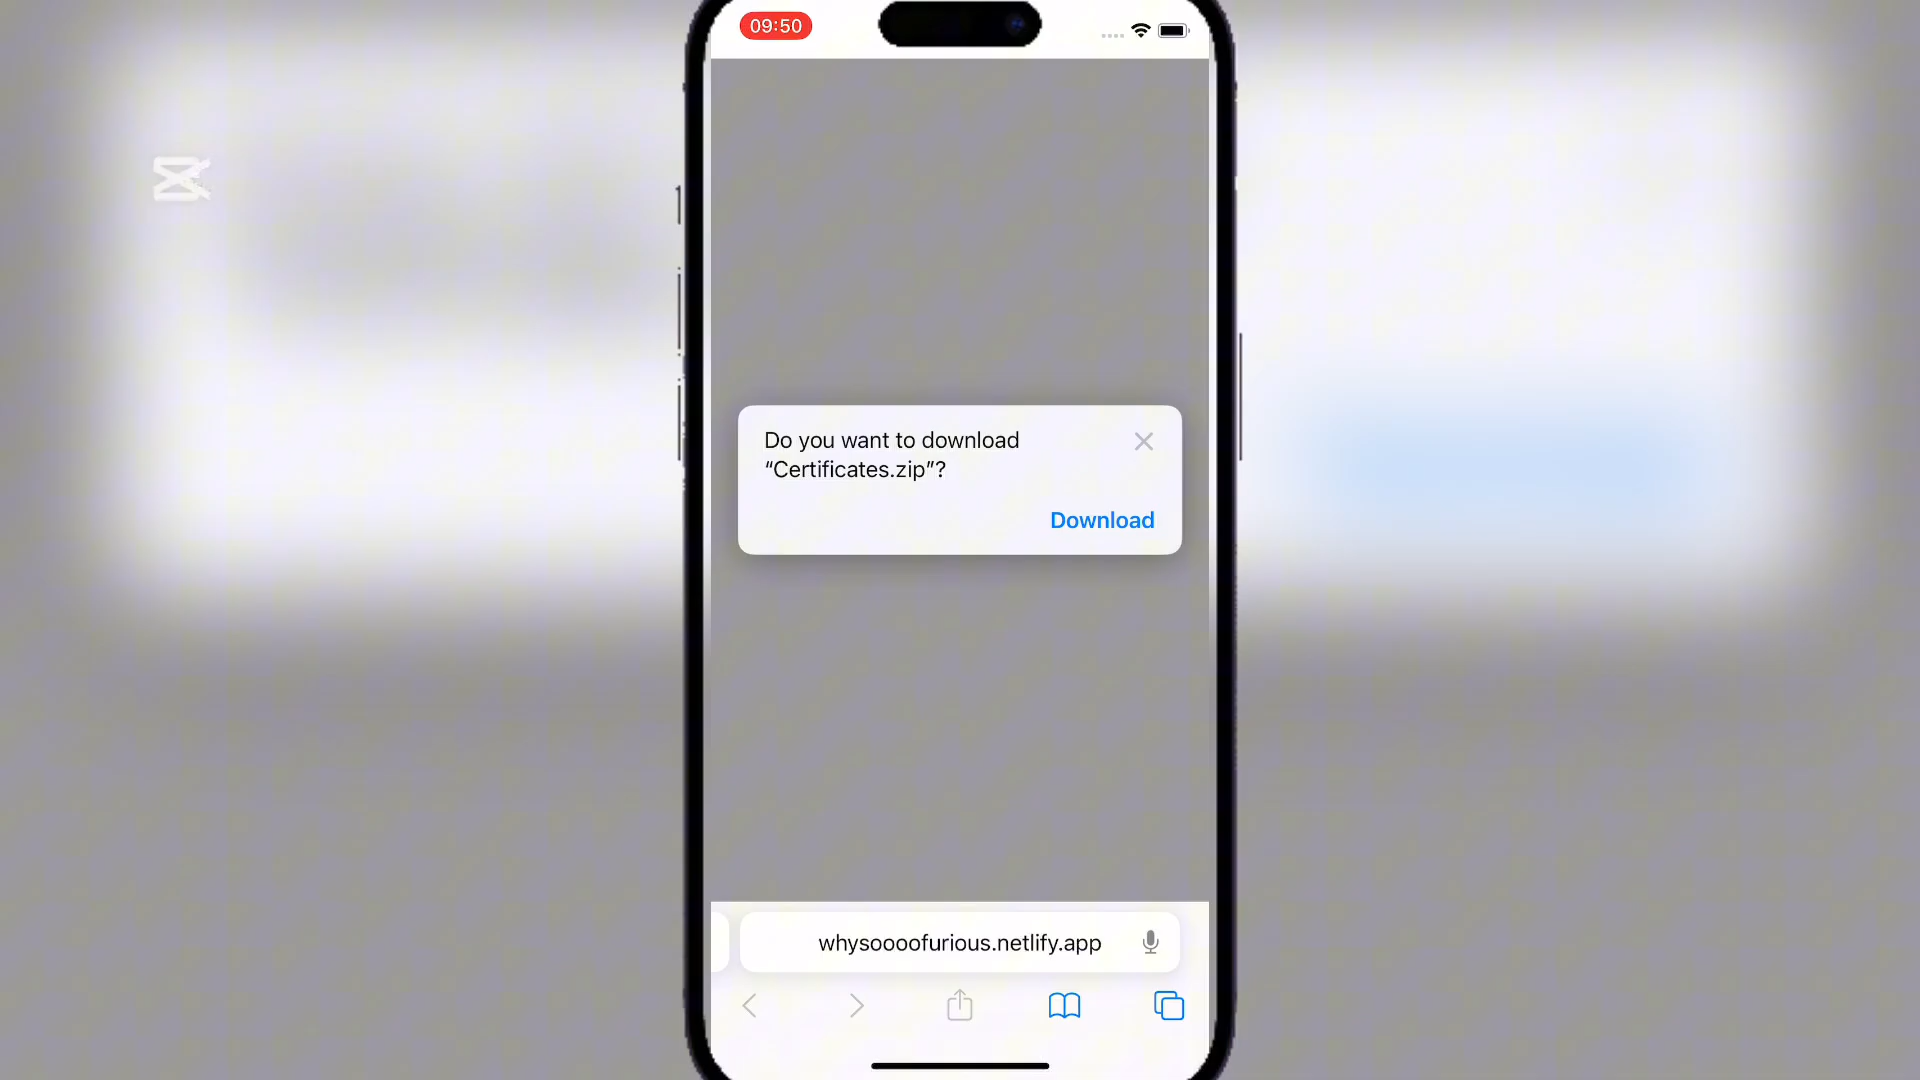 09:50
Do you want to download
“Certificates.zip”?
Download
whysoooofurious.netlify.app